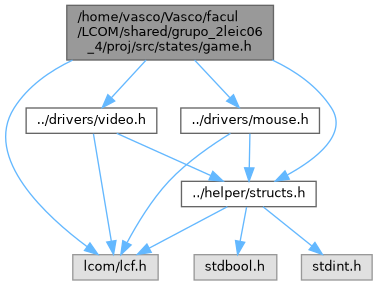 /home/vasco/Vasco/facul
/LCOM/shared/grupo_2leic06
_4/proj/src/states/game.h
../drivers/video.h
../drivers/mouse.h
../helper/structs.h
lcom/lcf.h
stdbool.h
stdint.h